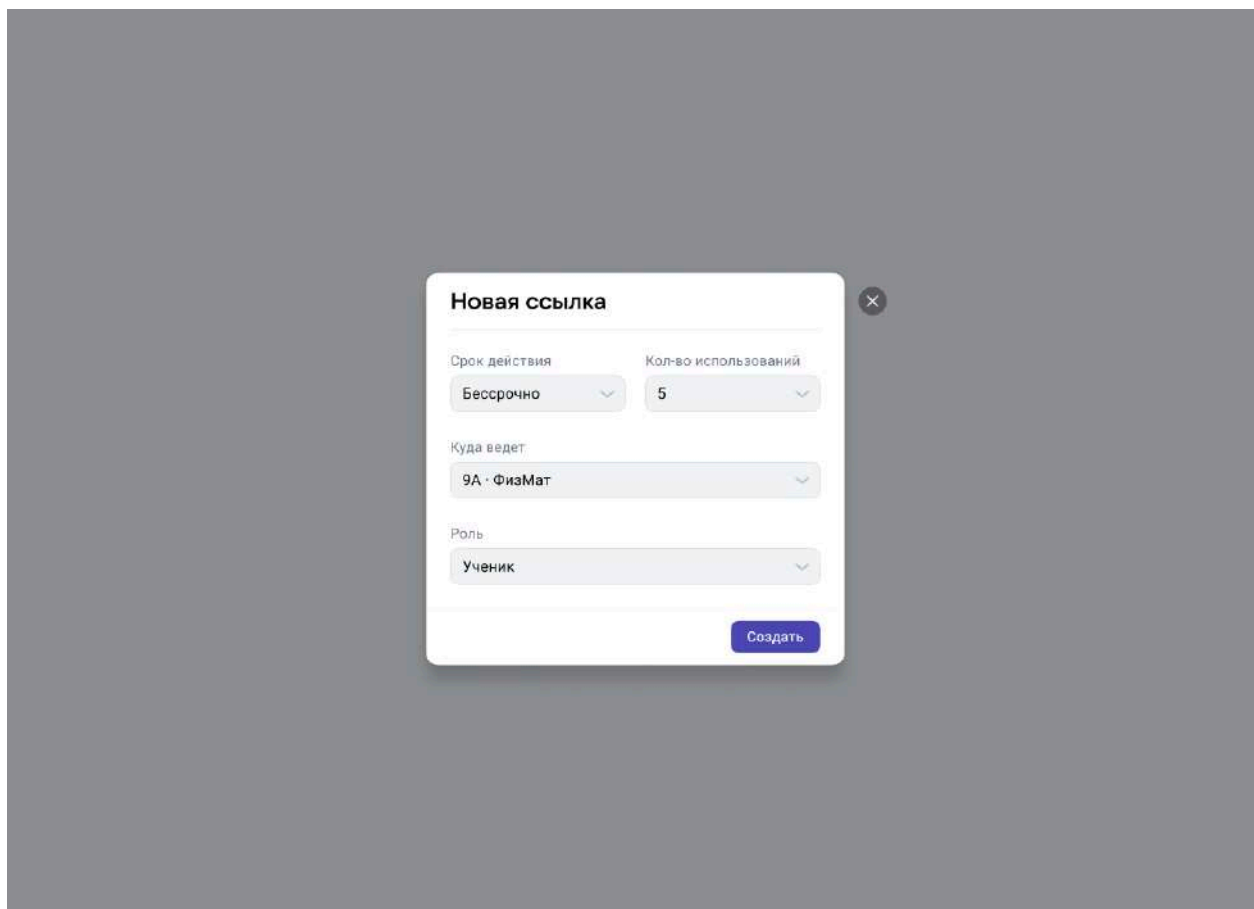 Новая ссылка
Срок действия
Кол-во использований
Бессрочно
5
Куда ведет
9А · ФизМат
Роль
Ученик
Создать